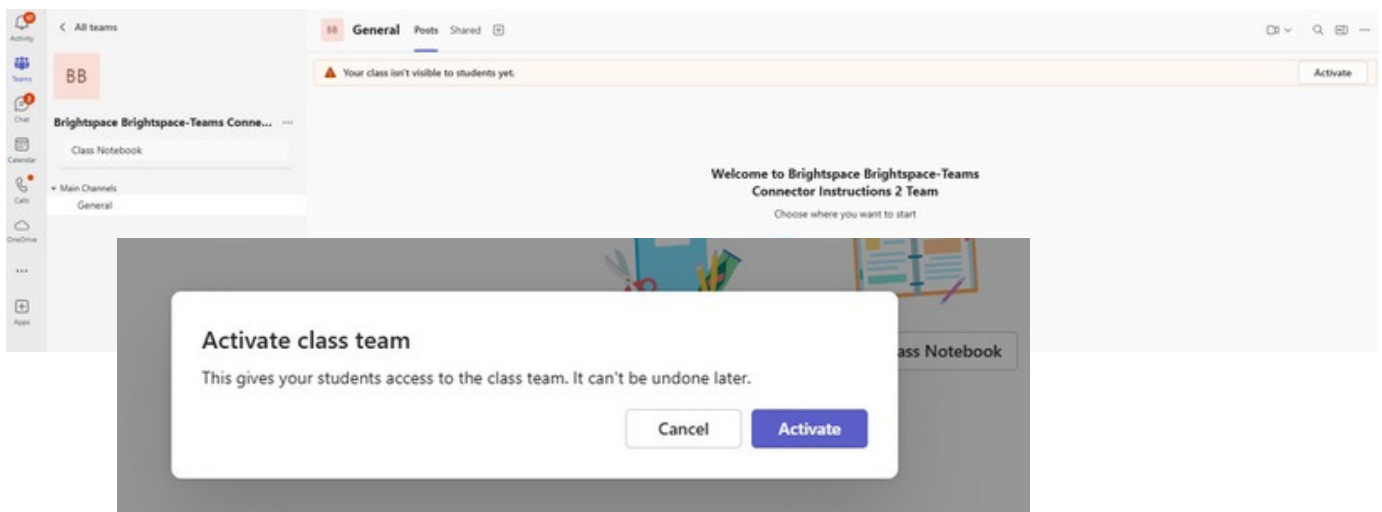 Activity
Teams
Chat
Calendar
Calls
OneDrive
Apps
All teams
BB
Brightspace Brightspace-Teams Conne...
Class Notebook
Main Channels
General
BB General Posts Shared
Your class isn't visible to students yet. Activate
Welcome to Brightspace Brightspace-Teams
Connector Instructions 2 Team
Choose where you want to start
ass Notebook
Activate class team
This gives your students access to the class team. It can't be undone later.
Cancel Activate